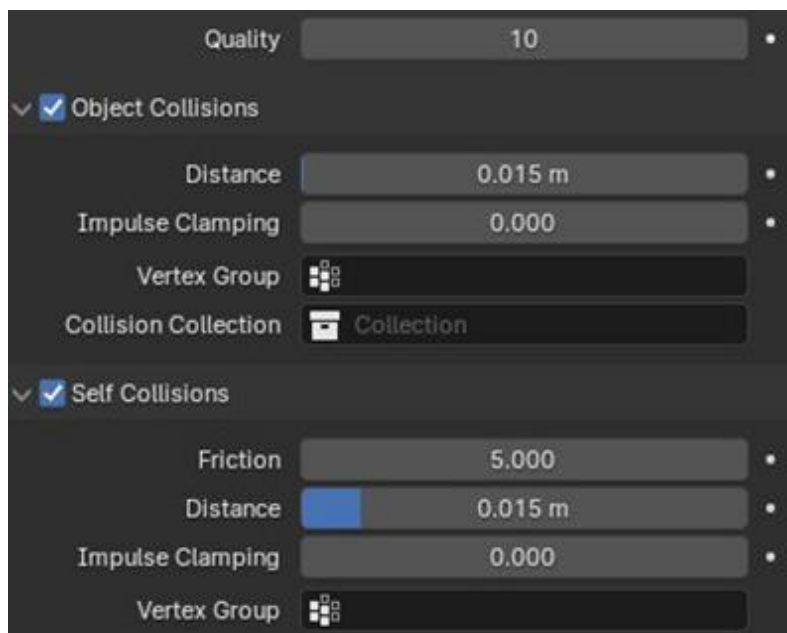 Quality 10
Object Collisions
Distance 0.015 m
Impulse Clamping 0.000
Vertex Group
Collision Collection Collection
Self Collisions
Friction 5.000
Distance 0.015 m
Impulse Clamping 0.000
Vertex Group